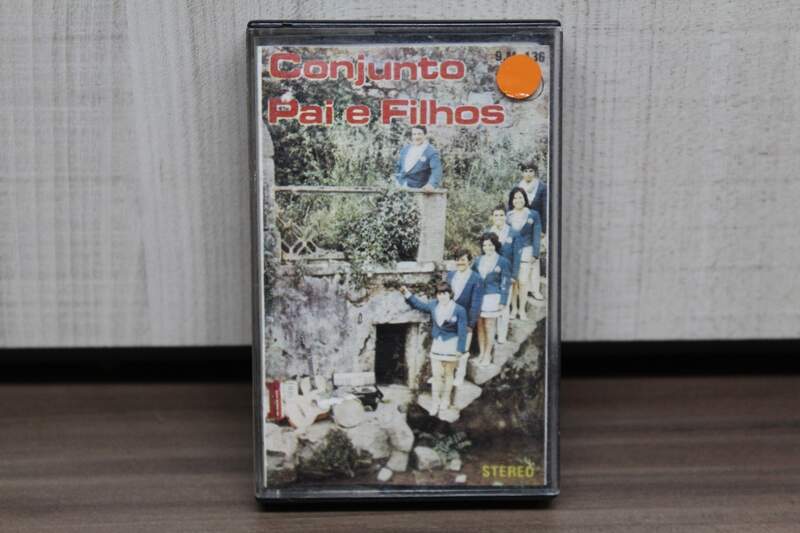 Conjunto
Pai e Filhos
STEREO